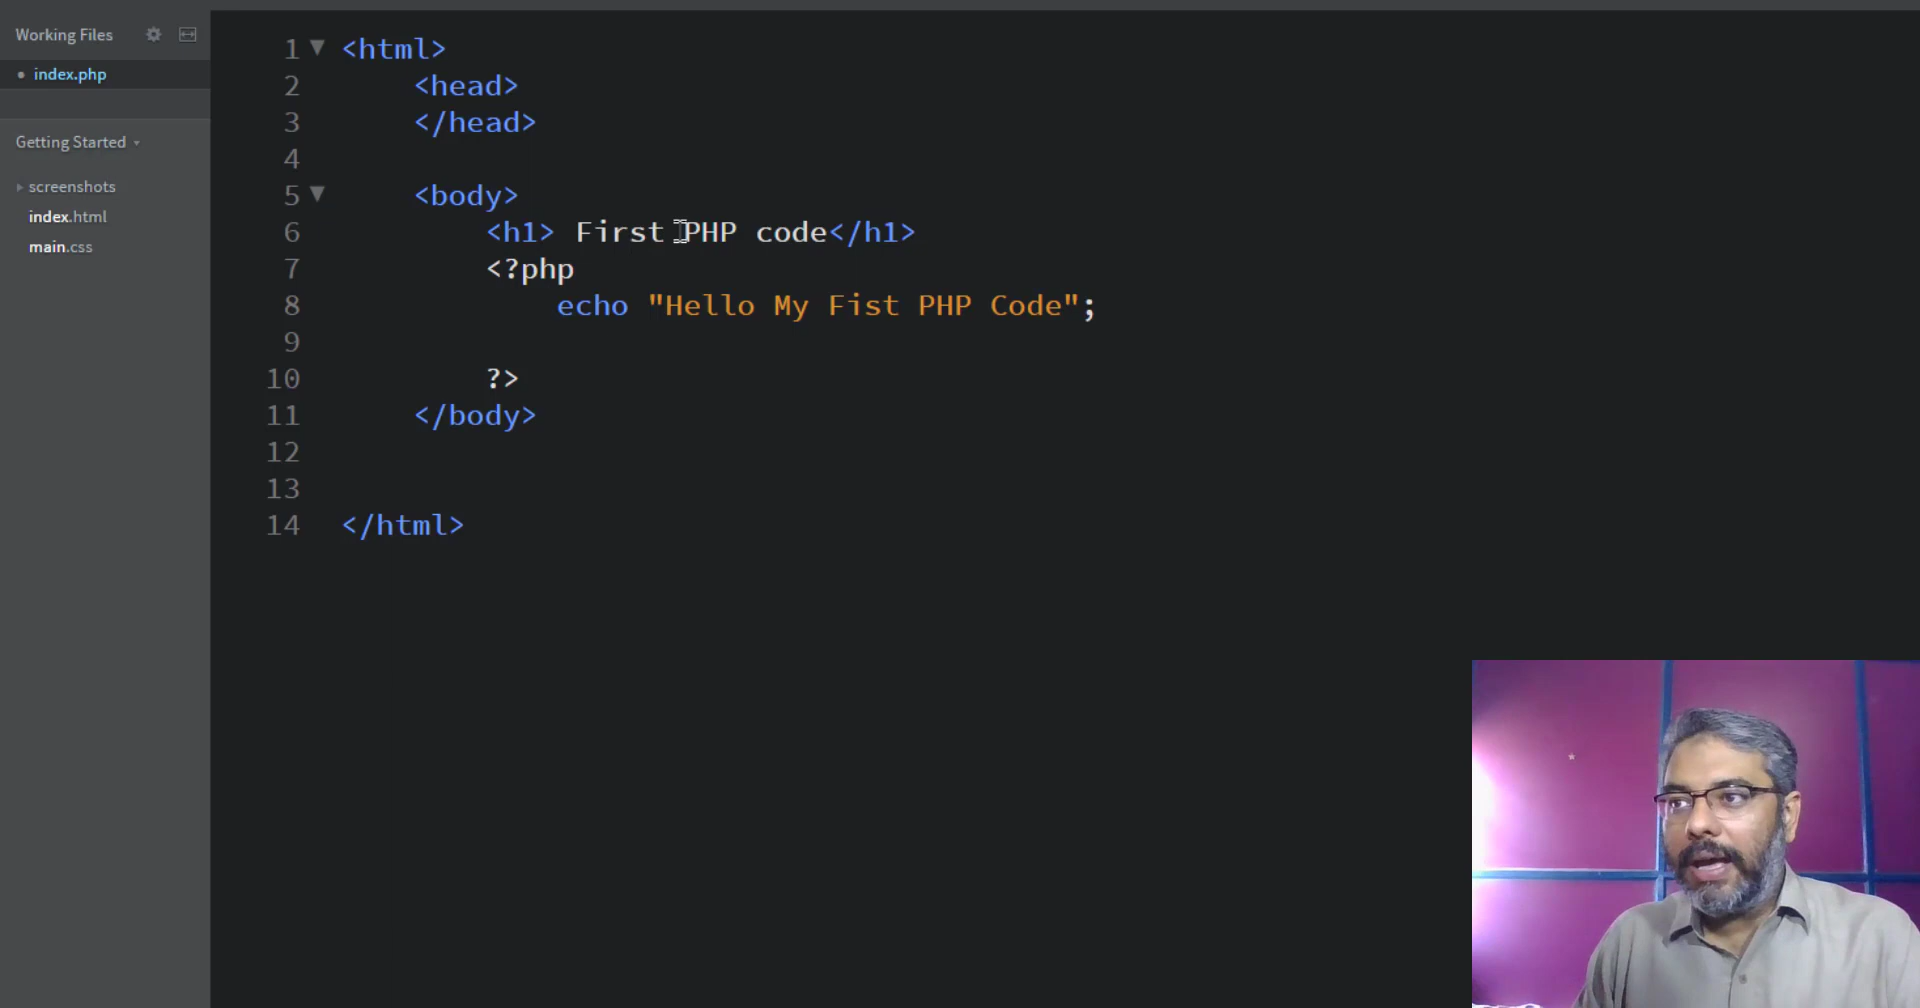 Working Files
index.php
Getting Started
screenshots
index.html
main.css
1 <html>
2 <head>
3 </head>
4
5 <body>
6 <h1> First PHP code</h1>
7 <?php
8 echo "Hello My Fist PHP Code";
9
10 ?>
11 </body>
12
13
14 </html>